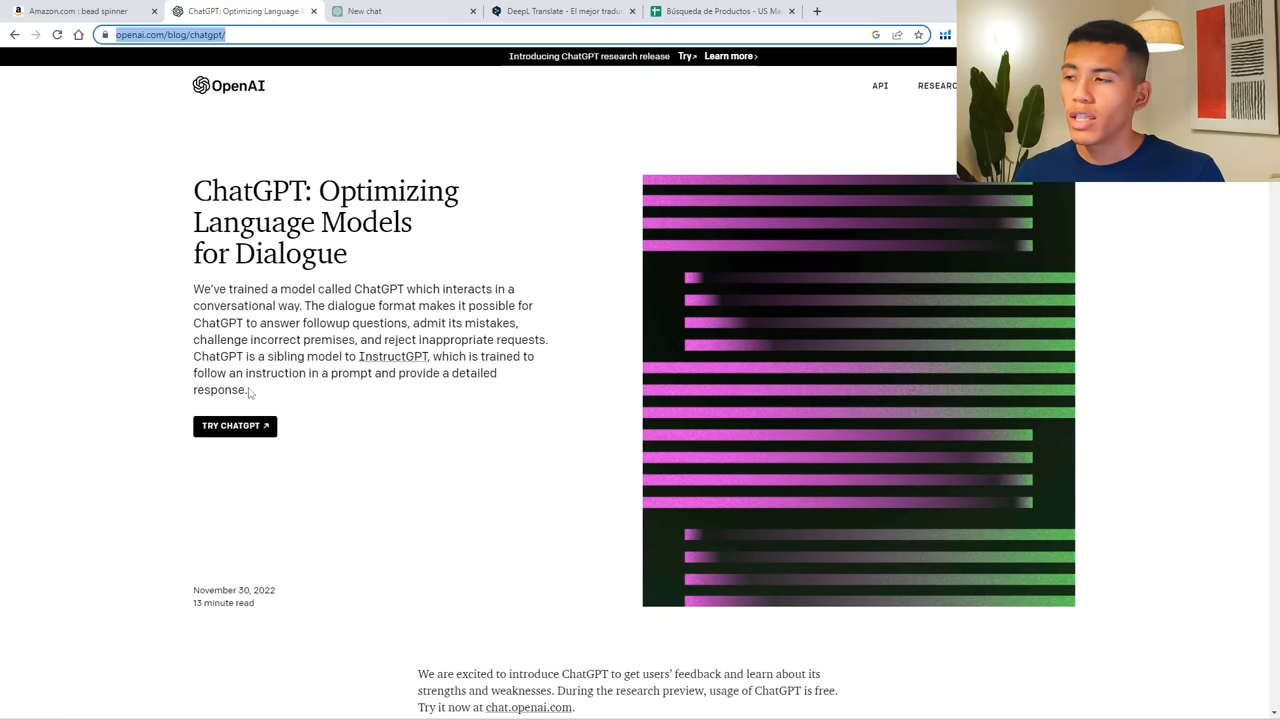 Amazon.com : bead spinner
ChatGPT: Optimizing Language
New chat
DeepL Translate - El mejor traduc
Búsqueda de Productos - US Ma
openai.com/blog/chatgpt/
Introducing ChatGPT research release Try↗ Learn more ›
OpenAI
API RESEARC
ChatGPT: Optimizing
Language Models
for Dialogue
We’ve trained a model called ChatGPT which interacts in a
conversational way. The dialogue format makes it possible for
ChatGPT to answer followup questions, admit its mistakes,
challenge incorrect premises, and reject inappropriate requests.
ChatGPT is a sibling model to InstructGPT, which is trained to
follow an instruction in a prompt and provide a detailed
response.
TRY CHATGPT ↗
November 30, 2022
13 minute read
We are excited to introduce ChatGPT to get users’ feedback and learn about its
strengths and weaknesses. During the research preview, usage of ChatGPT is free.
Try it now at chat.openai.com.